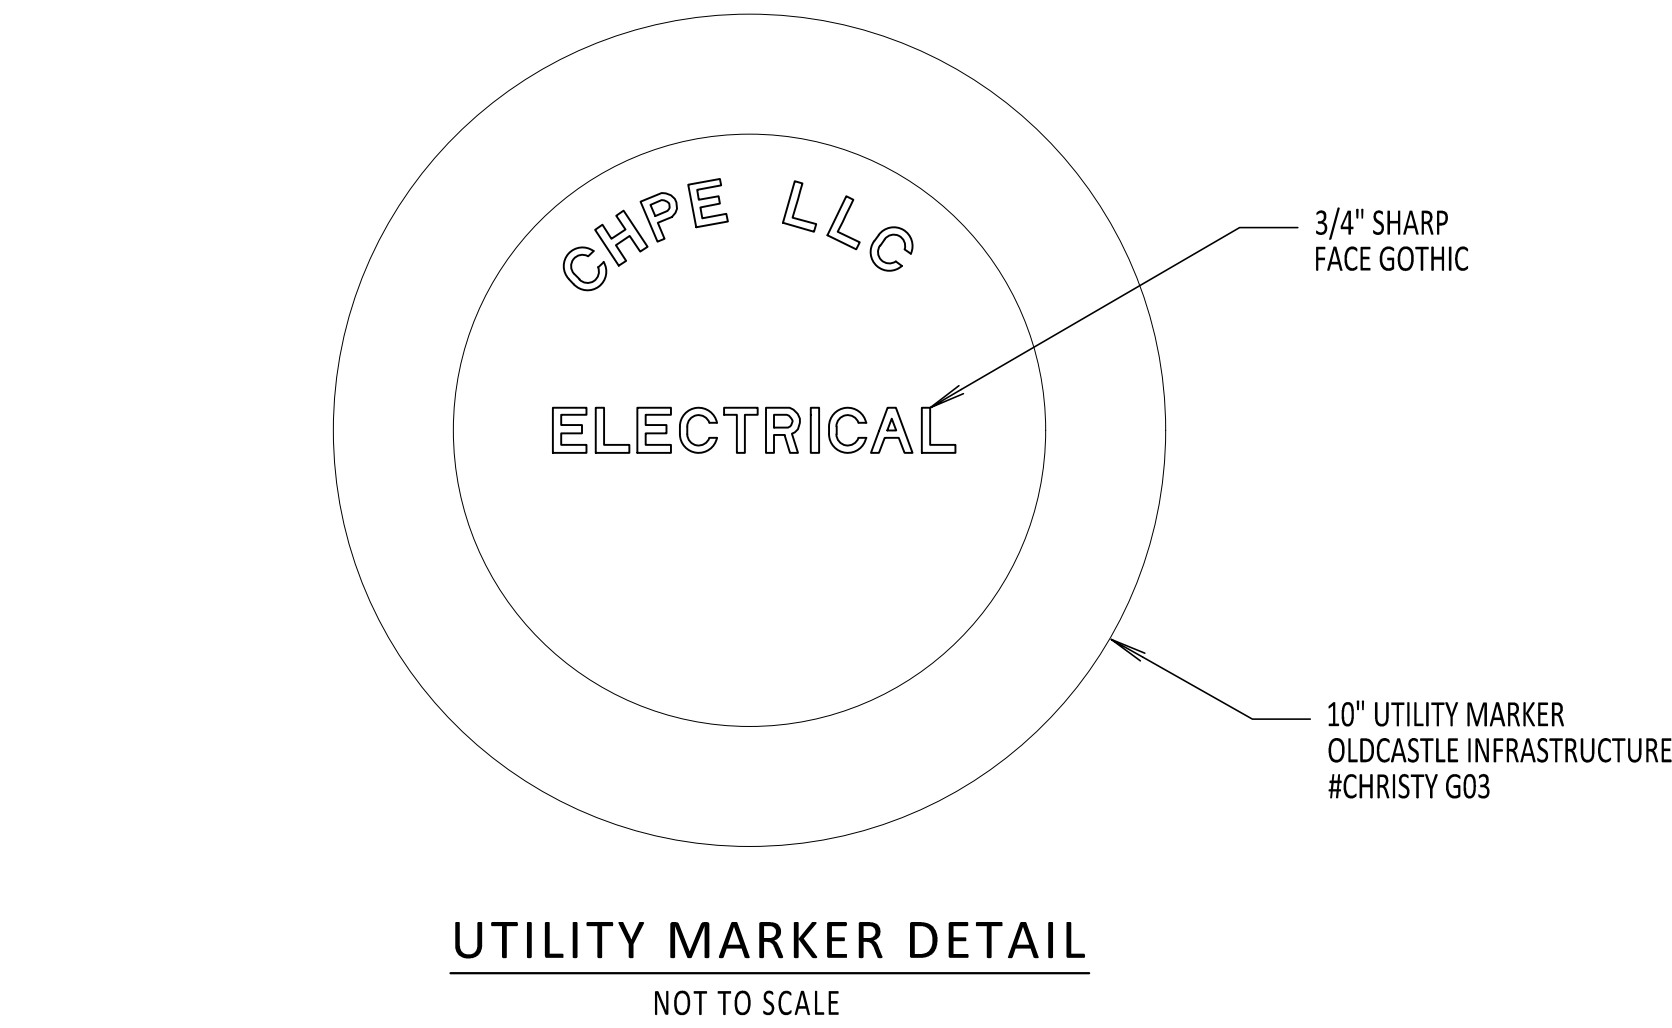 CHPE LLC
ELECTRICAL
3/4" SHARP
FACE GOTHIC
10" UTILITY MARKER
OLDCASTLE INFRASTRUCTURE
#CHRISTY G03
UTILITY MARKER DETAIL
NOT TO SCALE